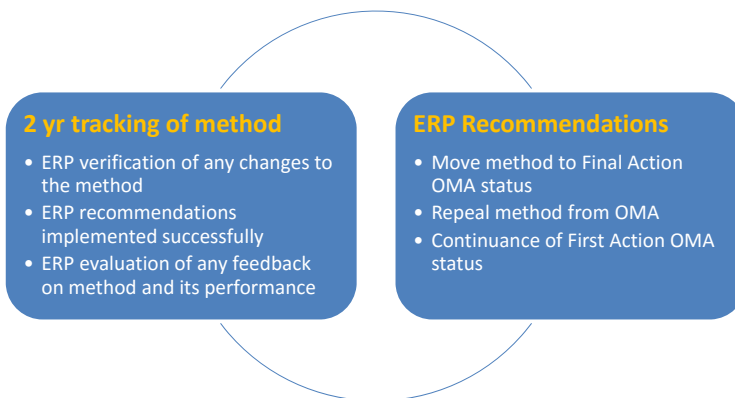 2 yr tracking of method
• ERP verification of any changes to
the method
• ERP recommendations
implemented successfully
• ERP evaluation of any feedback
on method and its performance
ERP Recommendations
• Move method to Final Action
OMA status
• Repeal method from OMA
• Continuance of First Action OMA
status